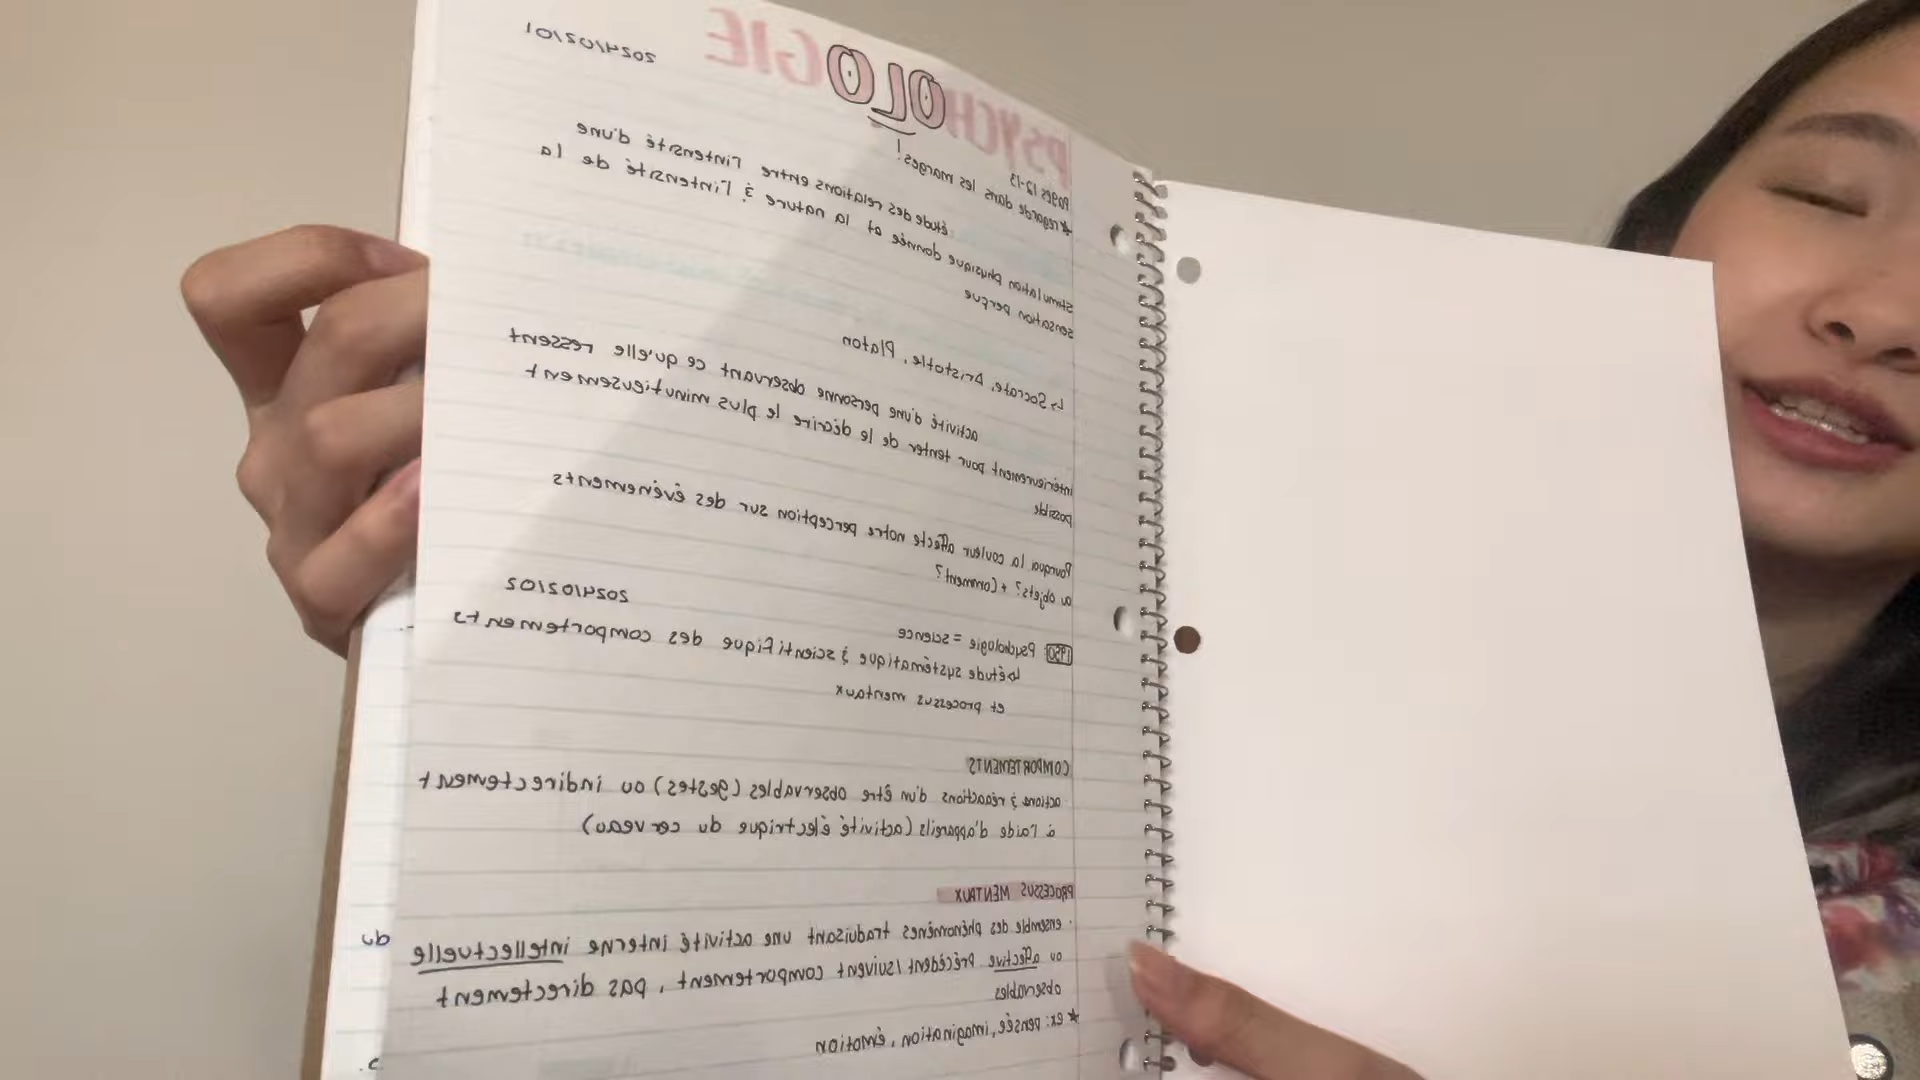 PSYCHOLOGIE
2024/02/01
Pages 12-13
★regarde dans les marges!
étude des relations entre l'intensité d'une
stimulation physique donnée et la nature & l'intensité de la
sensation perçue
↳ Socrate, Aristotle, Platon
activité d'une personne observant ce qu'elle ressent
intérieurement pour tenter de le décrire le plus minutieusement
possible
Pourquoi la couleur affecte notre perception sur des événements
ou objets? + Comment?
2024/02/02
1950: Psychologie = science
↳ étude systématique & scientifique des comportements
et processus mentaux
COMPORTEMENTS
· actions & réactions d'un être observables (gestes) ou indirectement
à l'aide d'appareils (activité électrique du cerveau)
PROCESSUS MENTAUX
· ensemble des phénomènes traduisant une activité interne intellectuelle
ou affective précédent/suivent comportement, pas directement
observables
★ ex: pensée, imagination, émotion
du